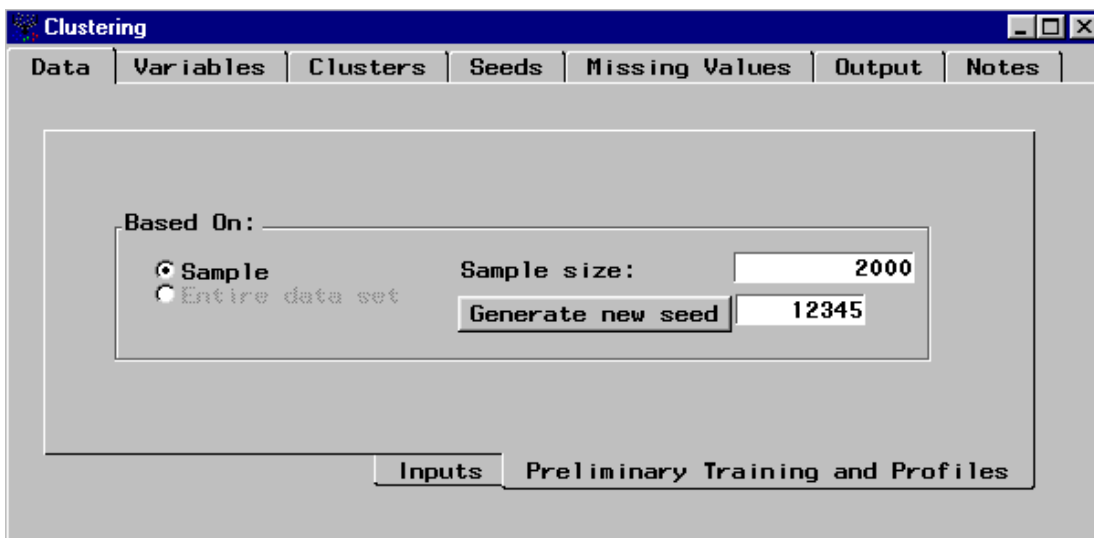 Clustering
Data Variables Clusters Seeds Missing Values Output Notes
Based On:
Sample Sample size: 2000
Entire data set
Generate new seed 12345
Inputs Preliminary Training and Profiles